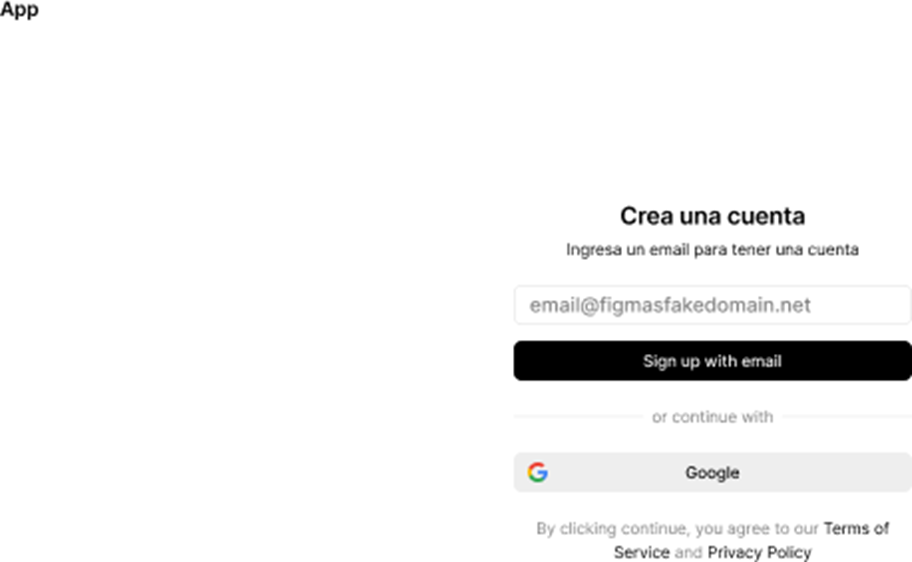 App
Crea una cuenta
Ingresa un email para tener una cuenta
email@figmasfakedomain.net
Sign up with email
or continue with
Google
By clicking continue, you agree to our Terms of
Service and Privacy Policy